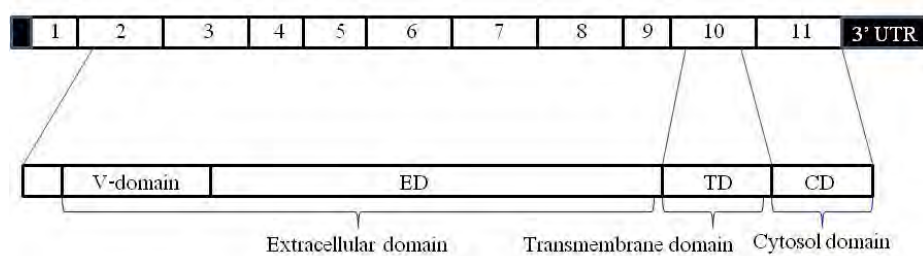 1 2 3 4 5 6 7 8 9 10 11 3’ UTR
V-domain ED TD CD
Extracellular domain Transmembrane domain Cytosol domain